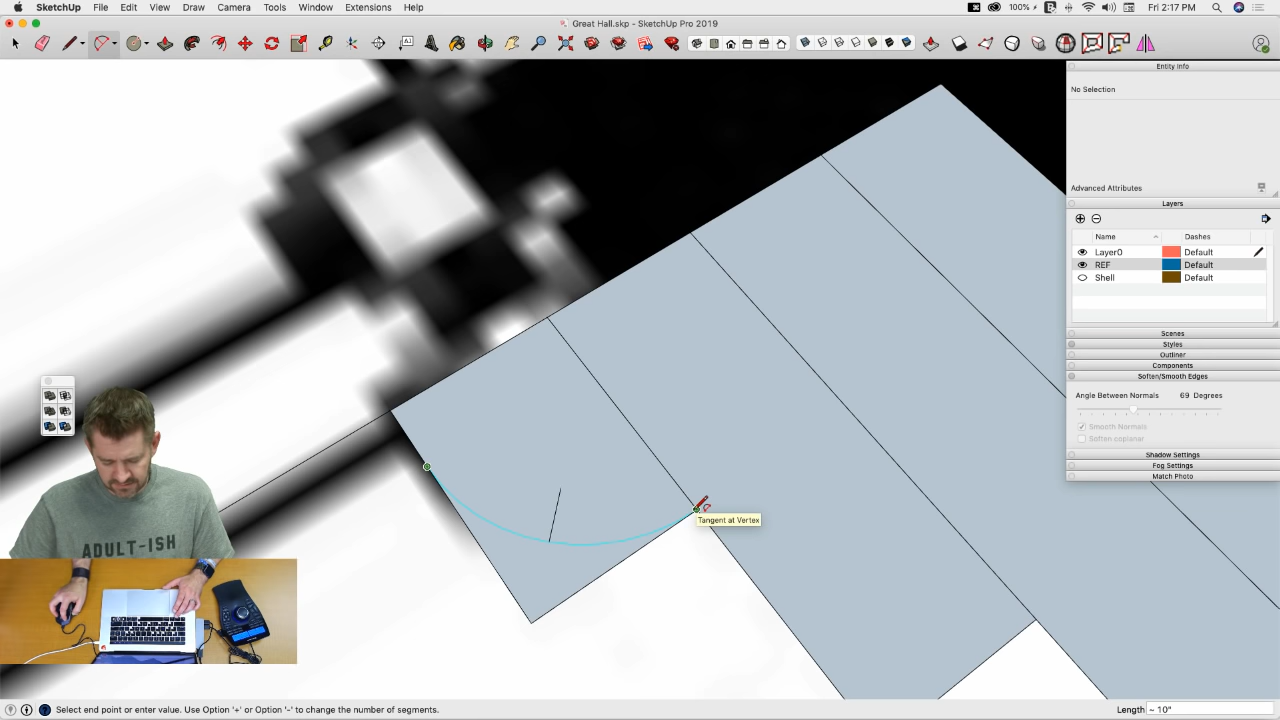 SketchUp File Edit View Draw Camera Tools Window Extensions Help
100% Fri 2:17 PM
Great Hall.skp - SketchUp Pro 2019
Entity Info
No Selection
Advanced Attributes
Layers
Name Dashes
Layer0 Default
REF Default
Shell Default
Scenes
Styles
Outliner
Components
Soften/Smooth Edges
Angle Between Normals 69 Degrees
Smooth Normals
Soften coplanar
Shadow Settings
Fog Settings
Match Photo
Tangent at Vertex
ADULT-ISH
Select end point or enter value. Use Option '+' or Option '-' to change the number of segments.
Length ~ 10"